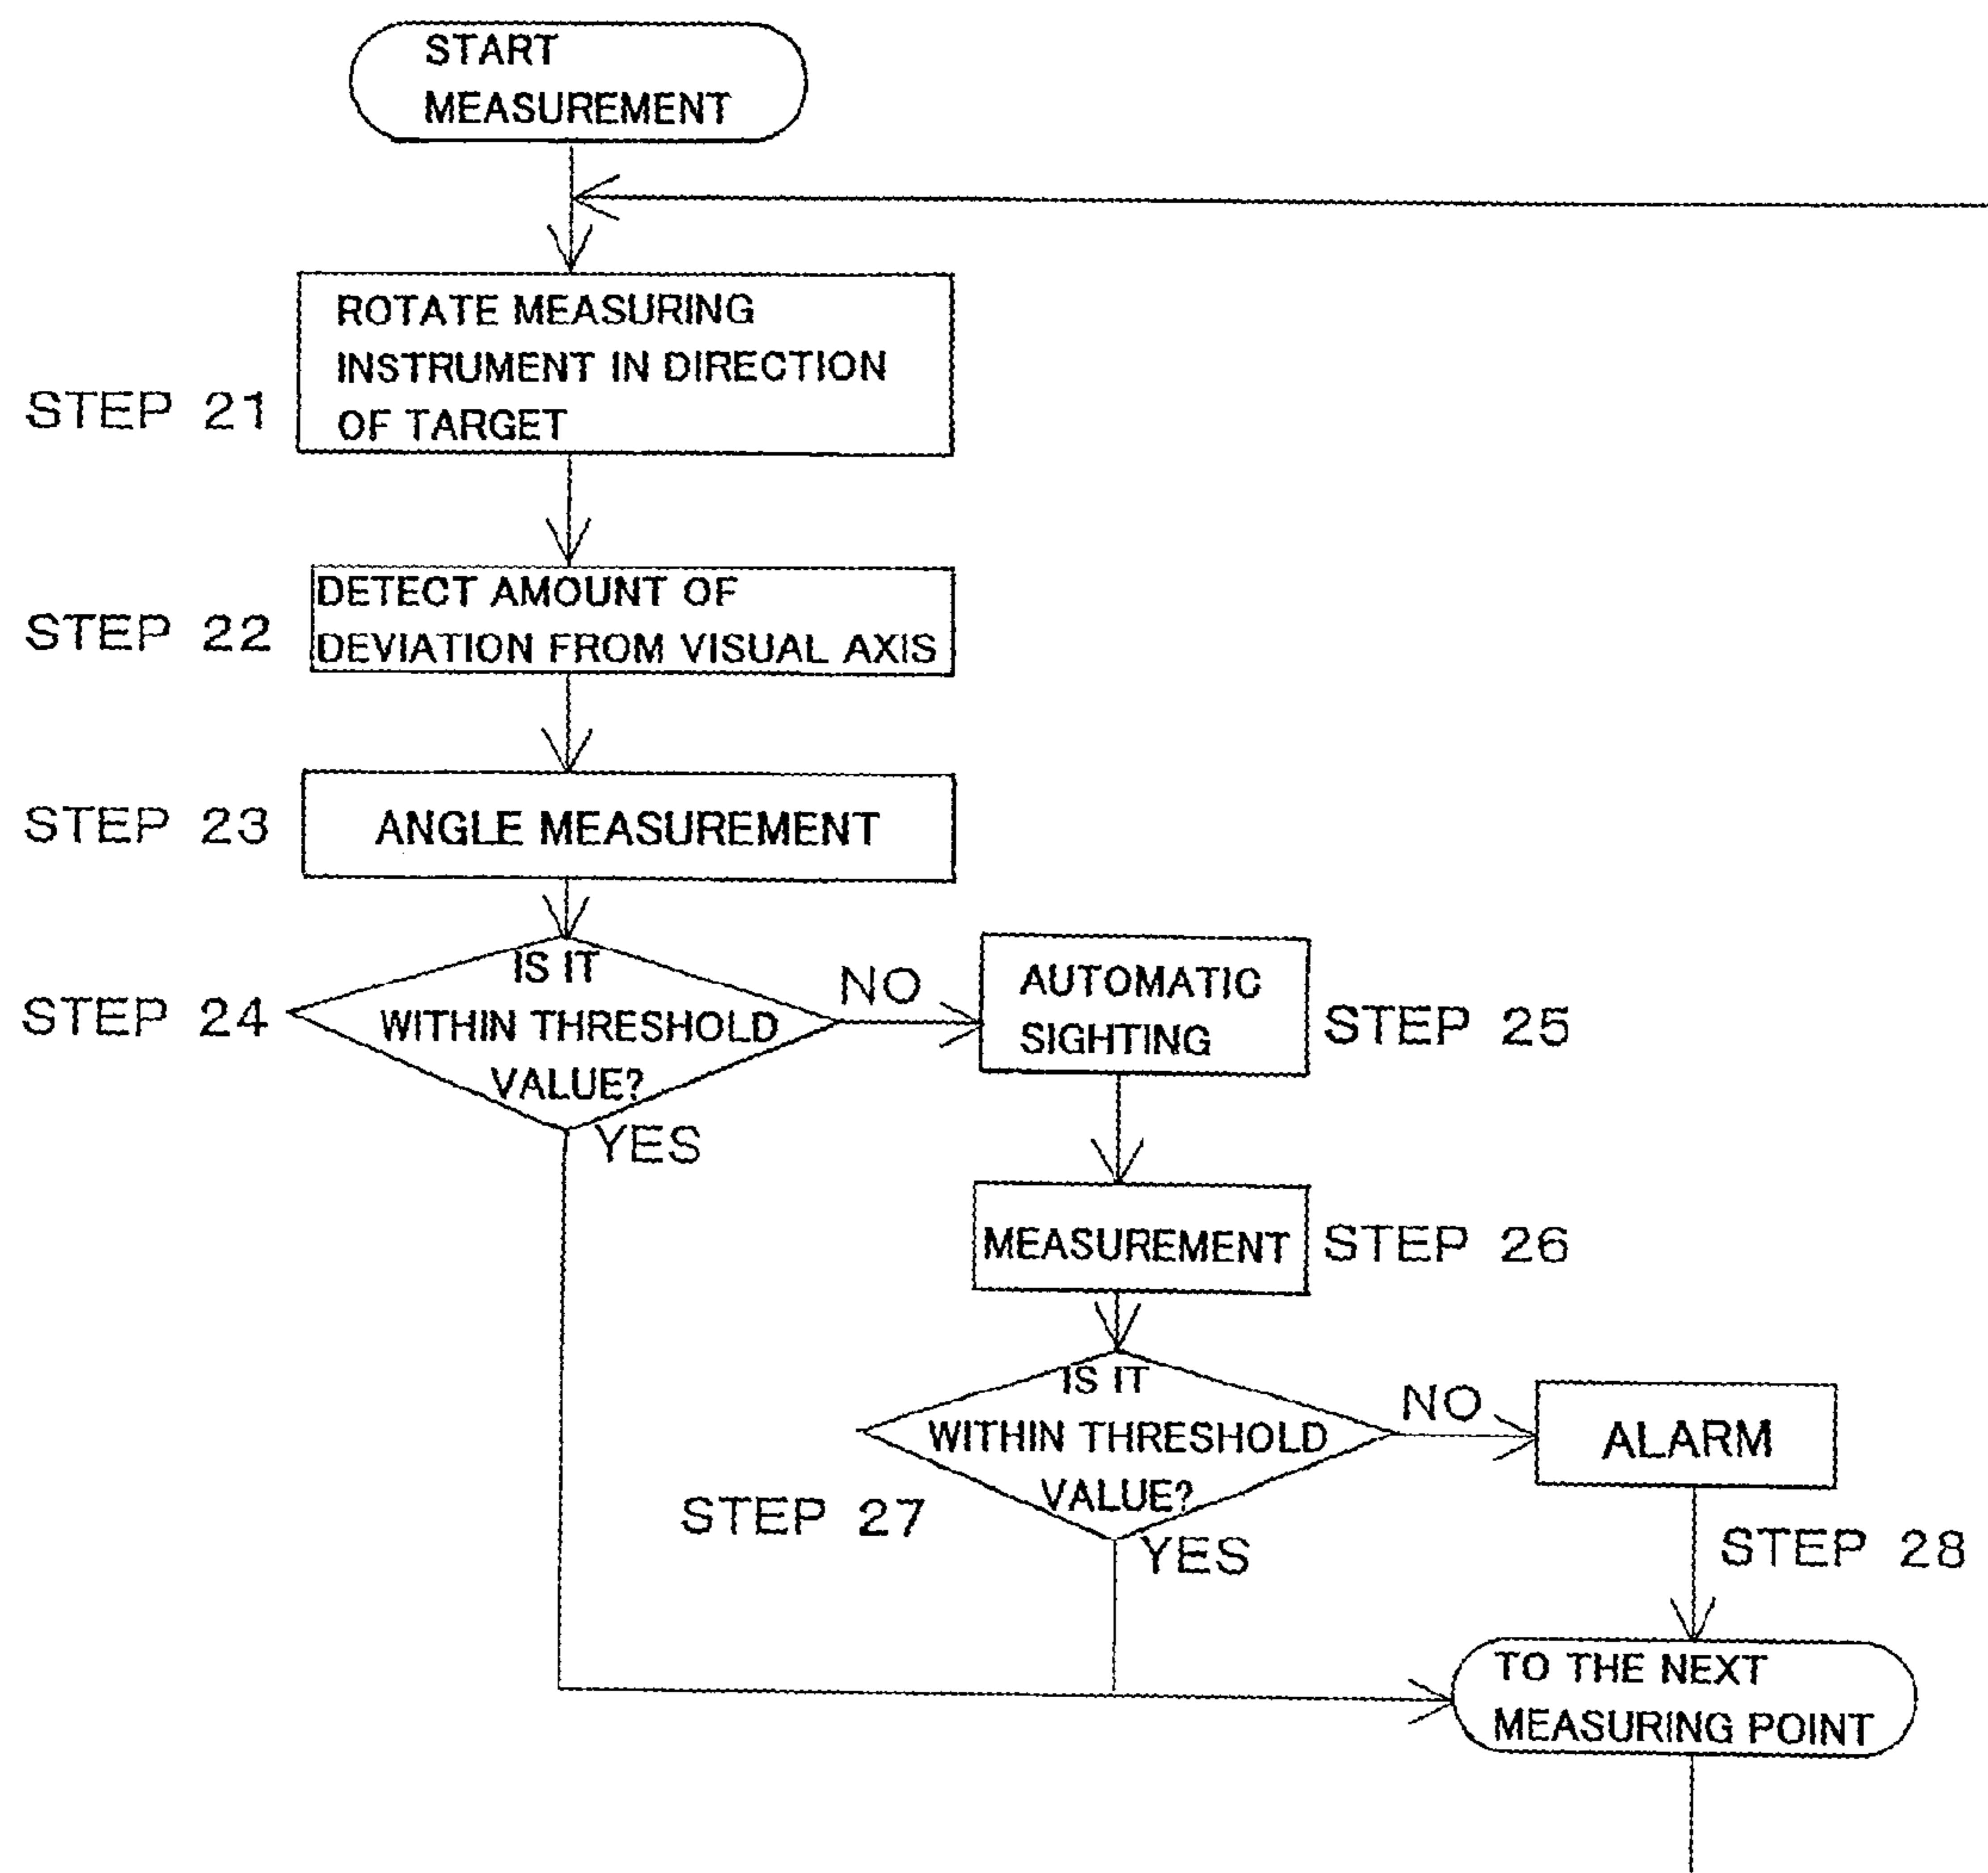 START
MEASUREMENT
ROTATE MEASURING
INSTRUMENT IN DIRECTION
OF TARGET
STEP 21
DETECT AMOUNT OF
DEVIATION FROM VISUAL AXIS
STEP 22
ANGLE MEASUREMENT
STEP 23
IS IT
WITHIN THRESHOLD
VALUE?
STEP 24
NO
YES
AUTOMATIC
SIGHTING
STEP 25
MEASUREMENT
STEP 26
IS IT
WITHIN THRESHOLD
VALUE?
STEP 27
NO
YES
ALARM
STEP 28
TO THE NEXT
MEASURING POINT